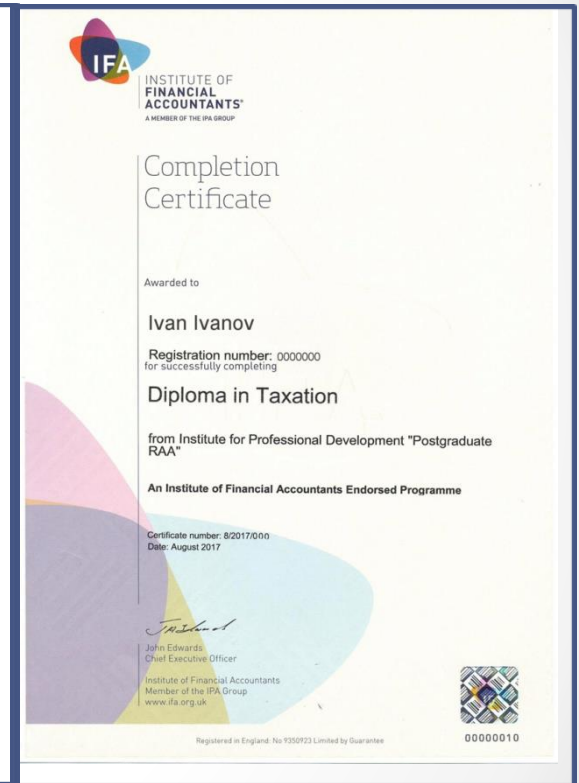 IFA
INSTITUTE OF
FINANCIAL
ACCOUNTANTS®
A MEMBER OF THE IPA GROUP
Completion
Certificate
Awarded to
Ivan Ivanov
Registration number: 0000000
for successfully completing
Diploma in Taxation
from Institute for Professional Development "Postgraduate
RAA"
An Institute of Financial Accountants Endorsed Programme
Certificate number: 8/2017/000
Date: August 2017
John Edwards
Chief Executive Officer
Institute of Financial Accountants
Member of the IPA Group
www.ifa.org.uk
Registered in England: No 9350923 Limited by Guarantee
00000010